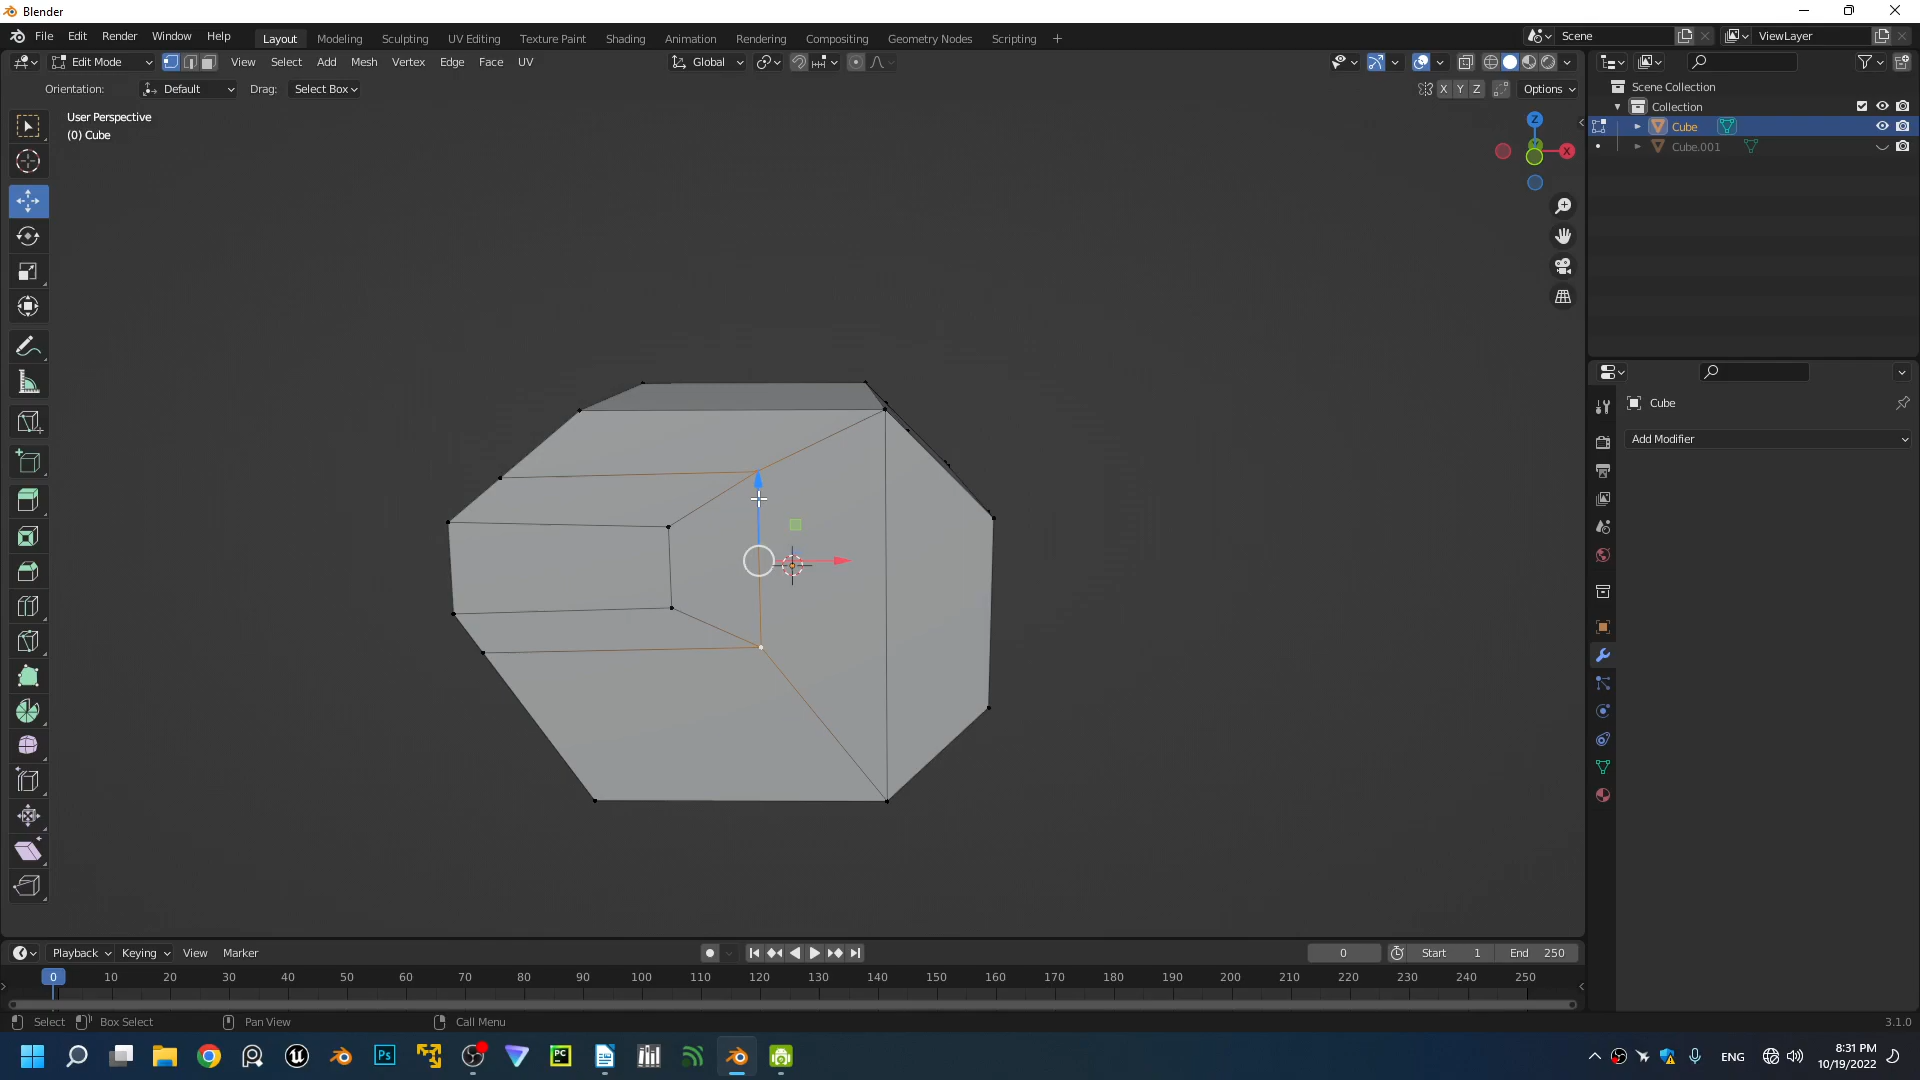 Blender
File Edit Render Window Help Layout Modeling Sculpting UV Editing Texture Paint Shading Animation Rendering Compositing Geometry Nodes Scripting + Scene ViewLayer
Edit Mode View Select Add Mesh Vertex Edge Face UV Global
Orientation: Default Drag: Select Box X Y Z Options
User Perspective
(0) Cube
Z
X
Scene Collection
Collection
Cube
Cube.001
Cube
Add Modifier
Playback Keying View Marker 0 Start 1 End 250
0 10 20 30 40 50 60 70 80 90 100 110 120 130 140 150 160 170 180 190 200 210 220 230 240 250
Select Box Select Pan View Call Menu 3.1.0
Ps PC ENG 8:31 PM
10/19/2022